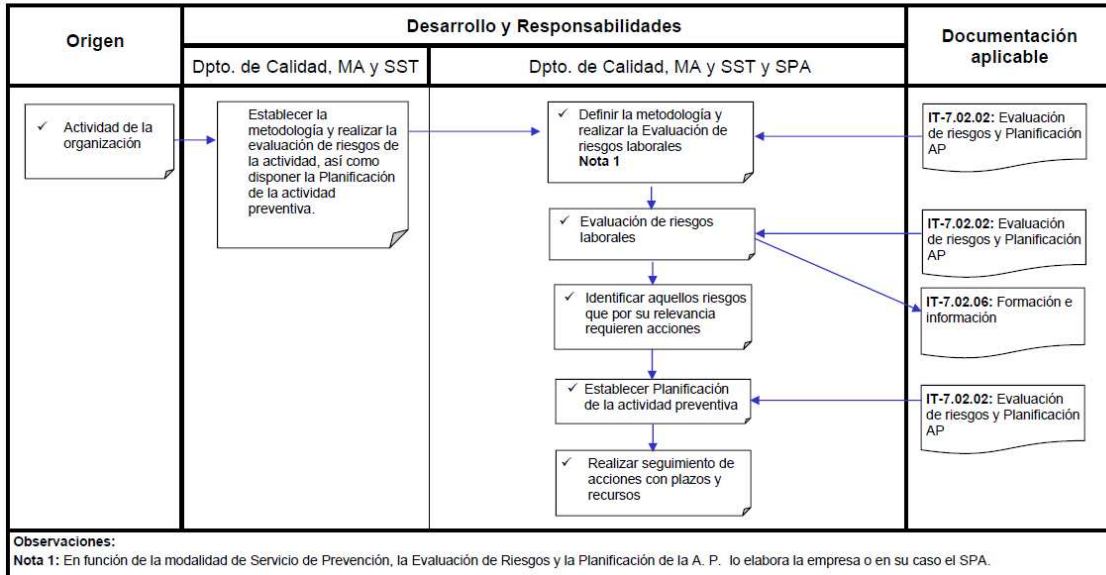 Origen
Desarrollo y Responsabilidades
Documentación
aplicable
Dpto. de Calidad, MA y SST
Dpto. de Calidad, MA y SST y SPA
✓ Actividad de la
organización
Establecer la
metodología y realizar la
evaluación de riesgos de
la actividad, así como
disponer la Planificación
de la actividad
preventiva.
✓ Definir la metodología y
realizar la Evaluación de
riesgos laborales
Nota 1
IT-7.02.02: Evaluación
de riesgos y Planificación
AP
✓ Evaluación de riesgos
laborales
IT-7.02.02: Evaluación
de riesgos y Planificación
AP
✓ Identificar aquellos riesgos
que por su relevancia
requieren acciones
IT-7.02.06: Formación e
información
✓ Establecer Planificación
de la actividad preventiva
IT-7.02.02: Evaluación
de riesgos y Planificación
AP
✓ Realizar seguimiento de
acciones con plazos y
recursos
Observaciones:
Nota 1: En función de la modalidad de Servicio de Prevención, la Evaluación de Riesgos y la Planificación de la A. P. lo elabora la empresa o en su caso el SPA.